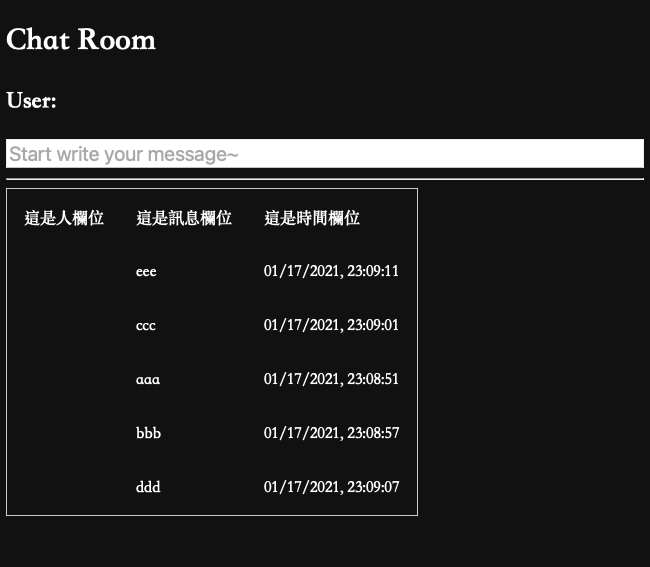 Chat Room
User:
Start write your message~
這是人欄位 這是訊息欄位 這是時間欄位
eee 01/17/2021, 23:09:11
ccc 01/17/2021, 23:09:01
aaa 01/17/2021, 23:08:51
bbb 01/17/2021, 23:08:57
ddd 01/17/2021, 23:09:07